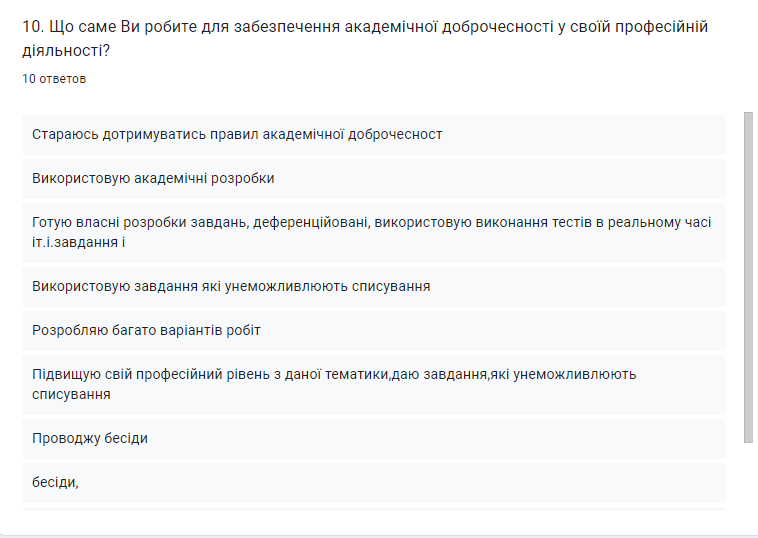 10. Що саме Ви робите для забезпечення академічної доброчесності у своїй професійній
діяльності?
10 ответов
Стараюсь дотримуватись правил академічної доброчесност
Використовую академічні розробки
Готую власні розробки завдань, деференційовані, використовую виконання тестів в реальному часі
іт.і.завдання і
Використовую завдання які унеможливлюють списування
Розробляю багато варіантів робіт
Підвищую свій професійний рівень з даної тематики,даю завдання,які унеможливлюють
списування
Проводжу бесіди
бесіди,